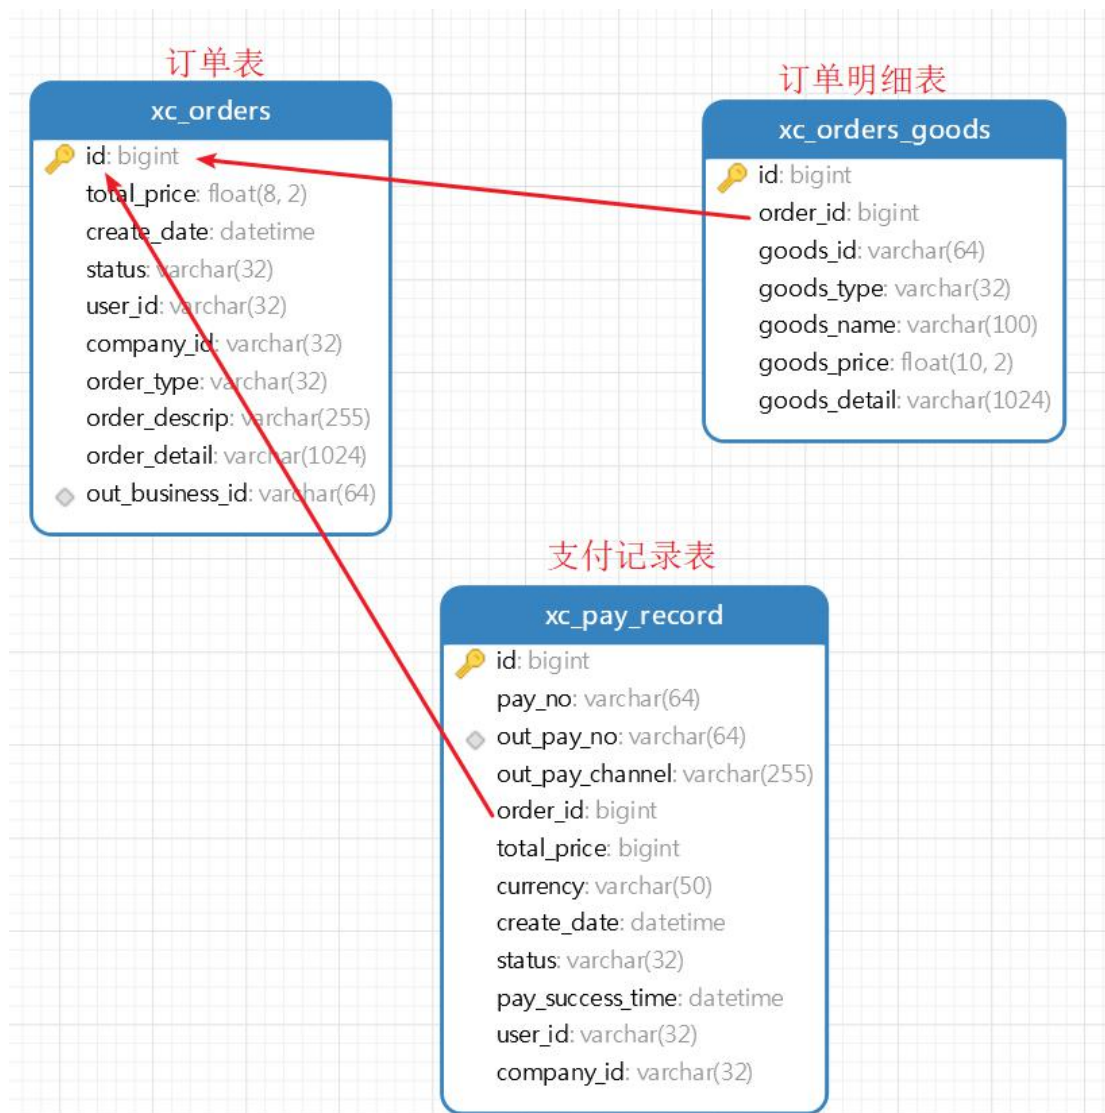 订单表
xc_orders
id: bigint
total_price: float(8, 2)
create_date: datetime
status: varchar(32)
user_id: varchar(32)
company_id: varchar(32)
order_type: varchar(32)
order_descrip: varchar(255)
order_detail: varchar(1024)
out_business_id: varchar(64)
订单明细表
xc_orders_goods
id: bigint
order_id: bigint
goods_id: varchar(64)
goods_type: varchar(32)
goods_name: varchar(100)
goods_price: float(10, 2)
goods_detail: varchar(1024)
支付记录表
xc_pay_record
id: bigint
pay_no: varchar(64)
out_pay_no: varchar(64)
out_pay_channel: varchar(255)
order_id: bigint
total_price: bigint
currency: varchar(50)
create_date: datetime
status: varchar(32)
pay_success_time: datetime
user_id: varchar(32)
company_id: varchar(32)